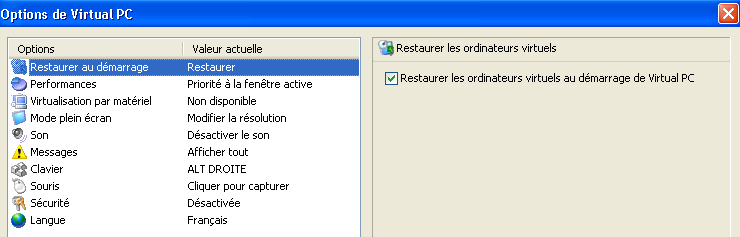 Options de Virtual PC
Options Valeur actuelle
Restaurer au démarrage Restaurer
Performances Priorité à la fenêtre active
Virtualisation par matériel Non disponible
Mode plein écran Modifier la résolution
Son Désactiver le son
Messages Afficher tout
Clavier ALT DROITE
Souris Cliquer pour capturer
Sécurité Désactivée
Langue Français
Restaurer les ordinateurs virtuels
Restaurer les ordinateurs virtuels au démarrage de Virtual PC